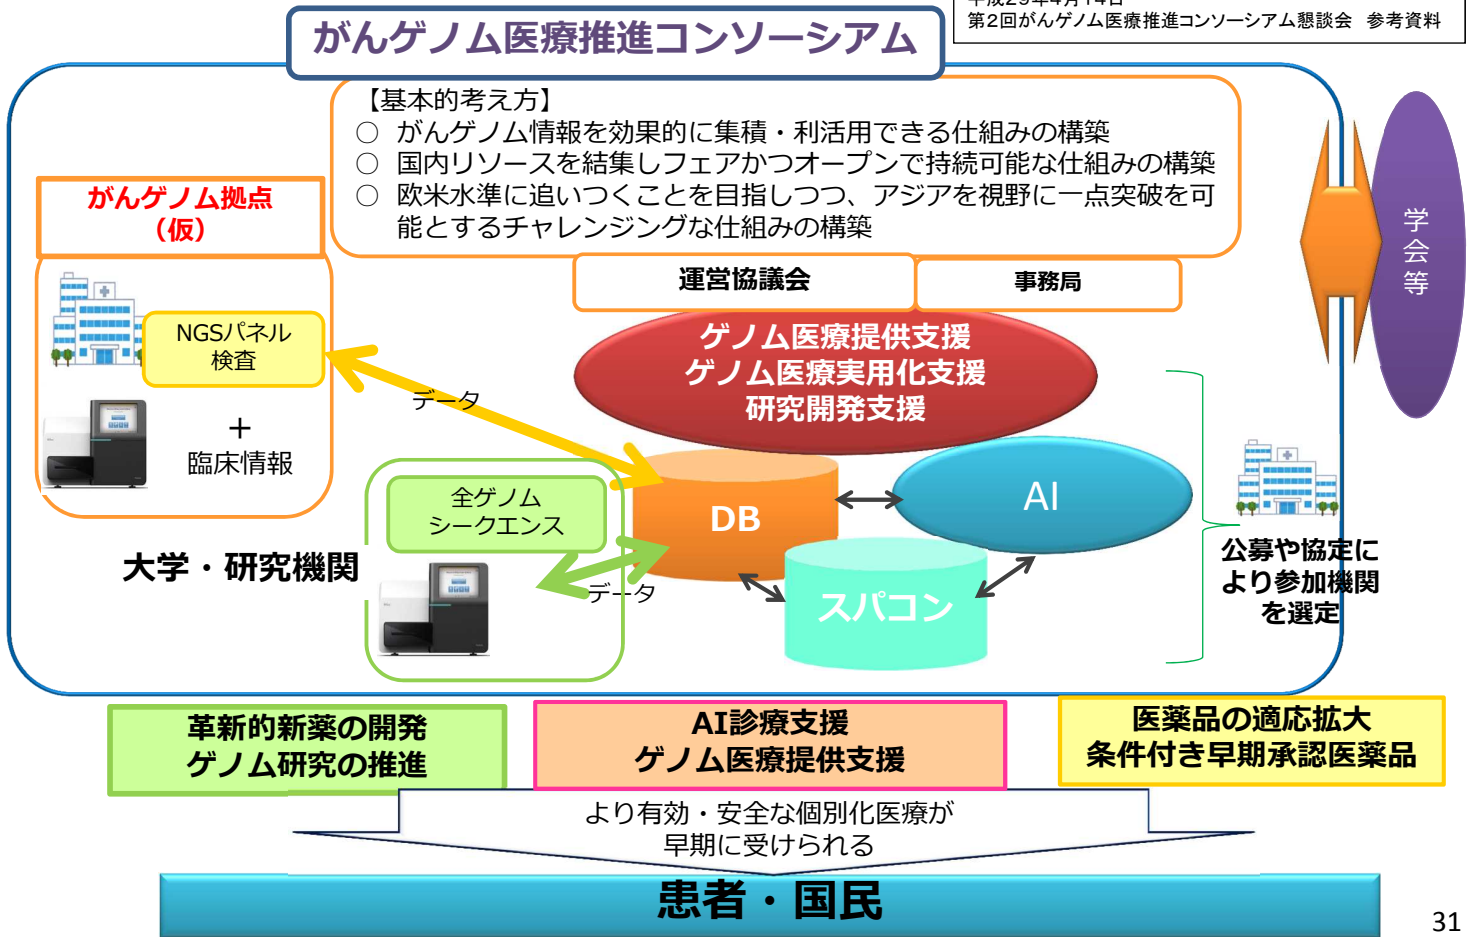 平成29年4月14日
第2回がんゲノム医療推進コンソーシアム懇談会　参考資料
がんゲノム医療推進コンソーシアム
【基本的考え方】
○ がんゲノム情報を効果的に集積・利活用できる仕組みの構築
○ 国内リソースを結集しフェアかつオープンで持続可能な仕組みの構築
○ 欧米水準に追いつくことを目指しつつ、アジアを視野に一点突破を可
能とするチャレンジングな仕組みの構築
がんゲノム拠点
（仮）
学会等
運営協議会
事務局
NGSパネル
検査
＋
臨床情報
データ
ゲノム医療提供支援
ゲノム医療実用化支援
研究開発支援
全ゲノム
シークエンス
大学・研究機関
データ
DB
AI
スパコン
公募や協定に
より参加機関
を選定
革新的新薬の開発
ゲノム研究の推進
AI診療支援
ゲノム医療提供支援
医薬品の適応拡大
条件付き早期承認医薬品
より有効・安全な個別化医療が
早期に受けられる
患者・国民
31